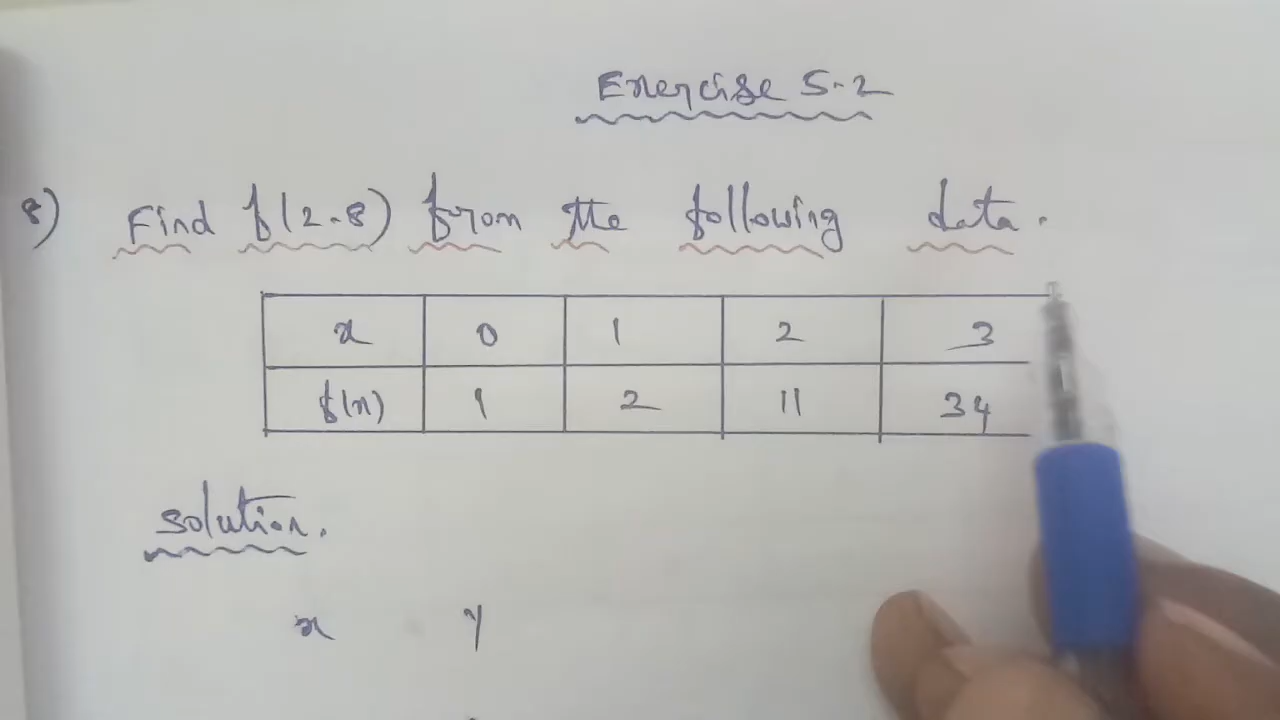 Exercise 5.2
8) Find f(2.8) from the following data.
x 0 1 2 3
f(x) 1 2 11 34
Solution.
x y